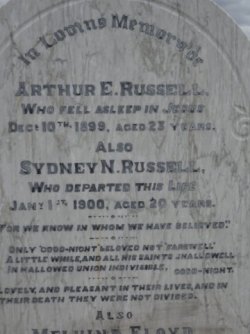 In Loving Memory of
ARTHUR E. RUSSELL,
WHO FELL ASLEEP IN JESUS
DEC: 10TH, 1899, AGED 23 YEARS.
ALSO
SYDNEY N. RUSSELL,
WHO DEPARTED THIS LIFE
JANY 1ST 1900, AGED 20 YEARS.
"FOR WE KNOW IN WHOM WE HAVE BELIEVED"
ONLY "GOOD-NIGHT," BELOVED NOT "FAREWELL"
A LITTLE WHILE, AND ALL HIS SAINTS SHALL DWELL
IN HALLOWED UNION INDIVISIBLE. GOOD-NIGHT.
LOVELY, AND PLEASANT IN THEIR LIVES, AND IN
THEIR DEATH THEY WERE NOT DIVIDED.
ALSO